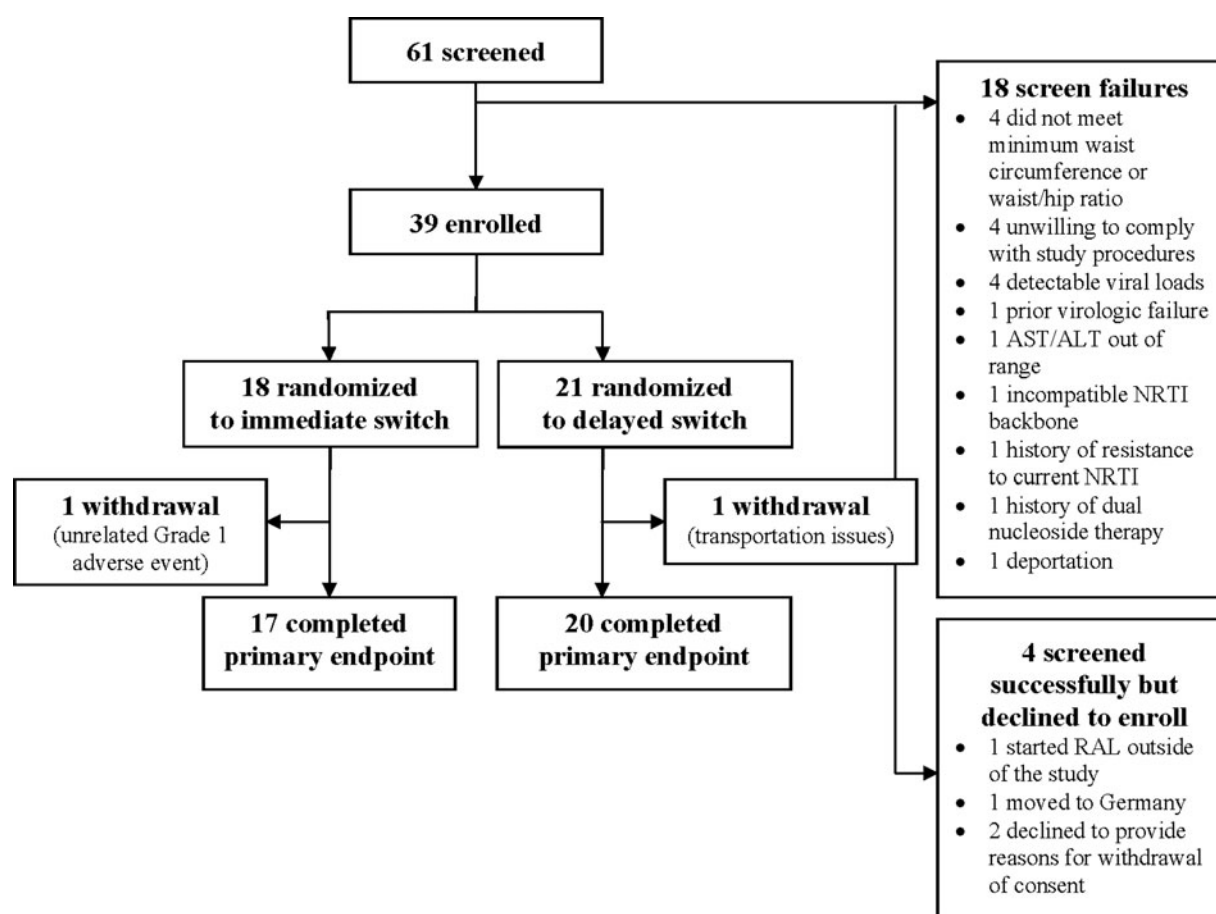 61 screened
39 enrolled
18 randomized
to immediate switch
21 randomized
to delayed switch
1 withdrawal
(unrelated Grade 1
adverse event)
1 withdrawal
(transportation issues)
17 completed
primary endpoint
20 completed
primary endpoint
18 screen failures
• 4 did not meet
minimum waist
circumference or
waist/hip ratio
• 4 unwilling to comply
with study procedures
• 4 detectable viral loads
• 1 prior virologic failure
• 1 AST/ALT out of
range
• 1 incompatible NRTI
backbone
• 1 history of resistance
to current NRTI
• 1 history of dual
nucleoside therapy
• 1 deportation
4 screened
successfully but
declined to enroll
• 1 started RAL outside
of the study
• 1 moved to Germany
• 2 declined to provide
reasons for withdrawal
of consent